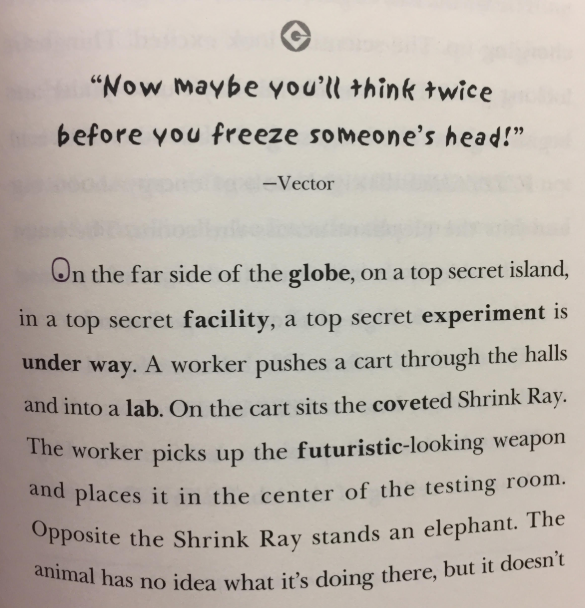 “Now maybe you’ll think twice
before you freeze someone’s head!”
—Vector
On the far side of the globe, on a top secret island,
in a top secret facility, a top secret experiment is
under way. A worker pushes a cart through the halls
and into a lab. On the cart sits the coveted Shrink Ray.
The worker picks up the futuristic-looking weapon
and places it in the center of the testing room.
Opposite the Shrink Ray stands an elephant. The
animal has no idea what it’s doing there, but it doesn’t